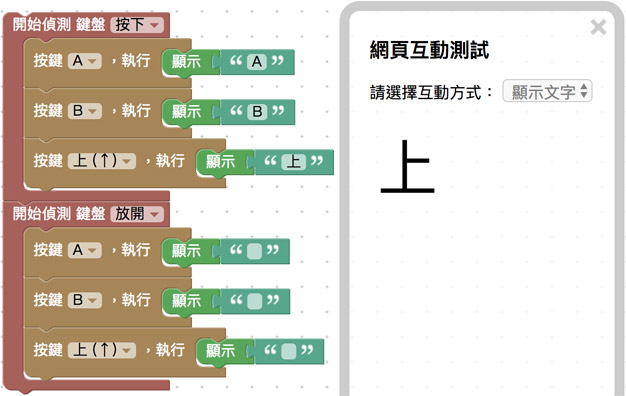 開始偵測 鍵盤 按下
按鍵 A ，執行 顯示 “ A ”
按鍵 B ，執行 顯示 “ B ”
按鍵 上(↑) ，執行 顯示 “ 上 ”
開始偵測 鍵盤 放開
按鍵 A ，執行 顯示 “ ”
按鍵 B ，執行 顯示 “ ”
按鍵 上(↑) ，執行 顯示 “ ”
×
網頁互動測試
請選擇互動方式： 顯示文字
上